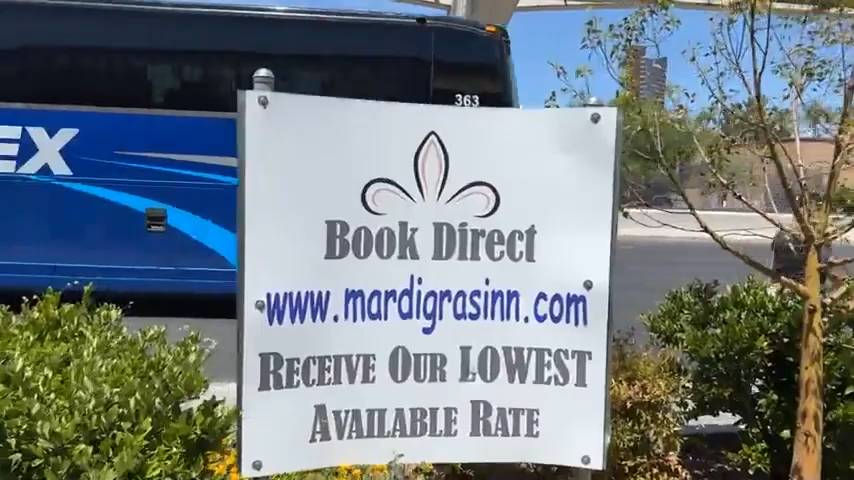 363
EX
Book Direct
www.mardigrasinn.com
Receive Our LOWEST
Available Rate